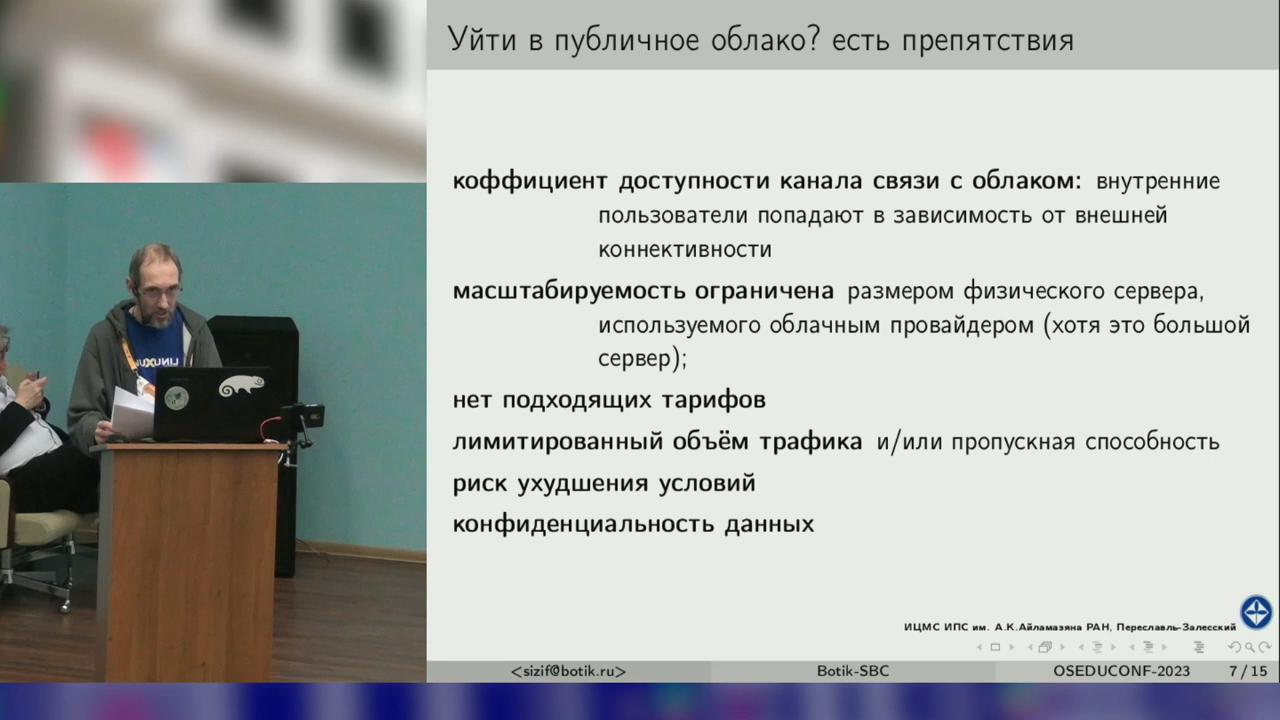 Уйти в публичное облако? есть препятствия
коффициент доступности канала связи с облаком: внутренние
пользователи попадают в зависимость от внешней
коннективности
масштабируемость ограничена размером физического сервера,
используемого облачным провайдером (хотя это большой
сервер);
нет подходящих тарифов
лимитированный объём трафика и/или пропускная способность
риск ухудшения условий
конфиденциальность данных
ИЦМС ИПС им. А.К.Айламазяна РАН, Переславль-Залесский
<sizif@botik.ru>
Botik-SBC
OSEDUCONF-2023
7 / 15